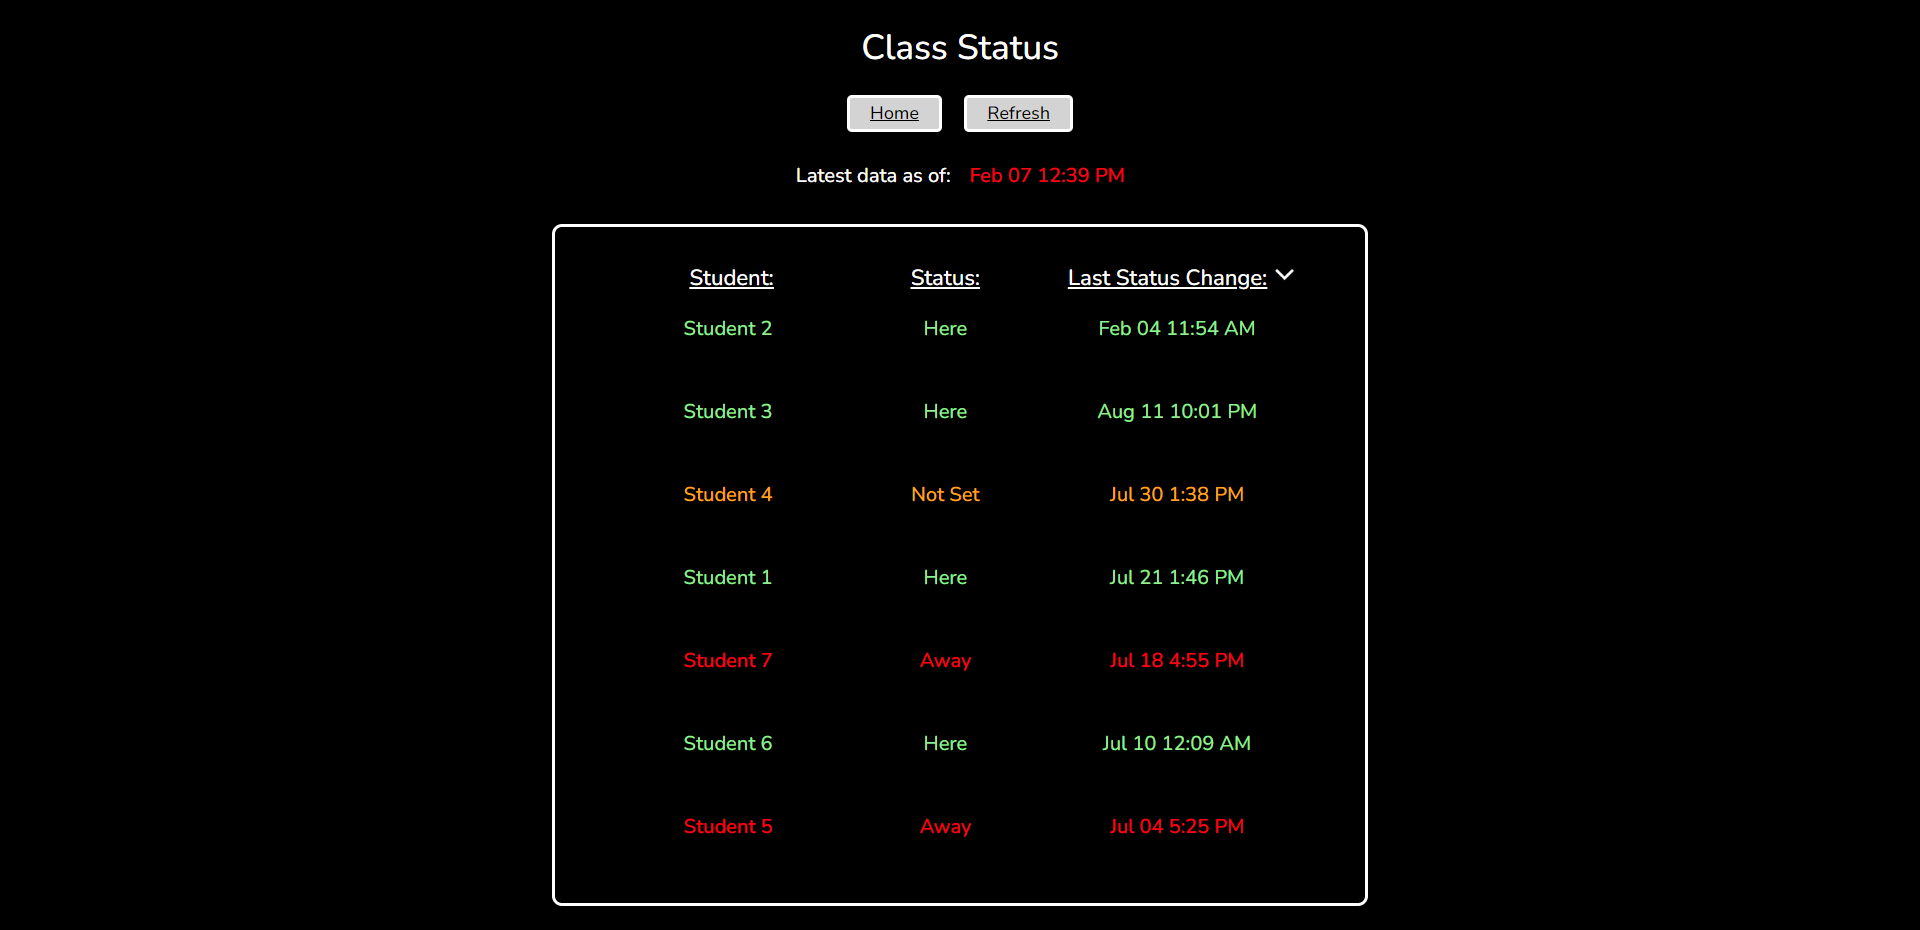 Class Status
Home Refresh
Latest data as of: Feb 07 12:39 PM
Student: Status: Last Status Change:
Student 2 Here Feb 04 11:54 AM
Student 3 Here Aug 11 10:01 PM
Student 4 Not Set Jul 30 1:38 PM
Student 1 Here Jul 21 1:46 PM
Student 7 Away Jul 18 4:55 PM
Student 6 Here Jul 10 12:09 AM
Student 5 Away Jul 04 5:25 PM